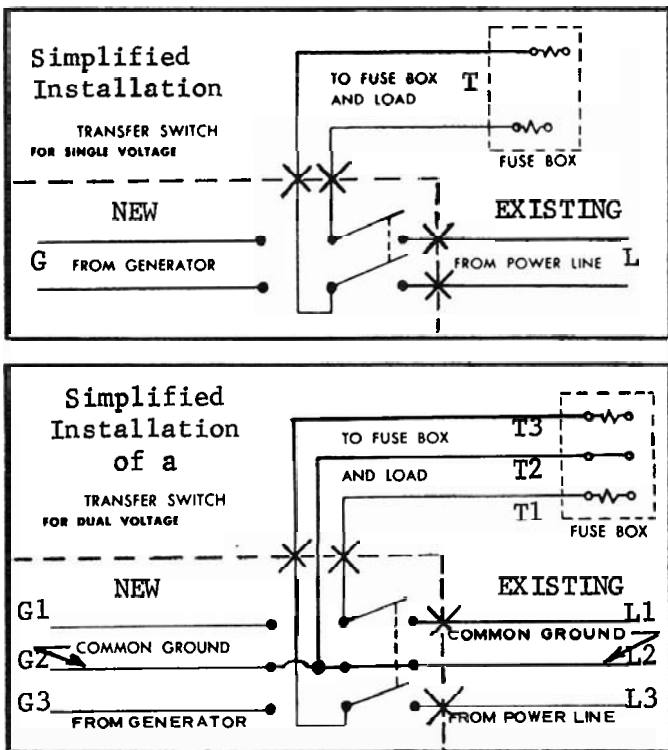 Simplified
Installation
TRANSFER SWITCH
FOR SINGLE VOLTAGE
TO FUSE BOX
AND LOAD
T
FUSE BOX
NEW
EXISTING
G
FROM GENERATOR
FROM POWER LINE
L
Simplified
Installation
of a
TRANSFER SWITCH
FOR DUAL VOLTAGE
TO FUSE BOX
AND LOAD
T3
T2
T1
FUSE BOX
NEW
EXISTING
G1
L1
COMMON GROUND
COMMON GROUND
G2
L2
G3
L3
FROM GENERATOR
FROM POWER LINE